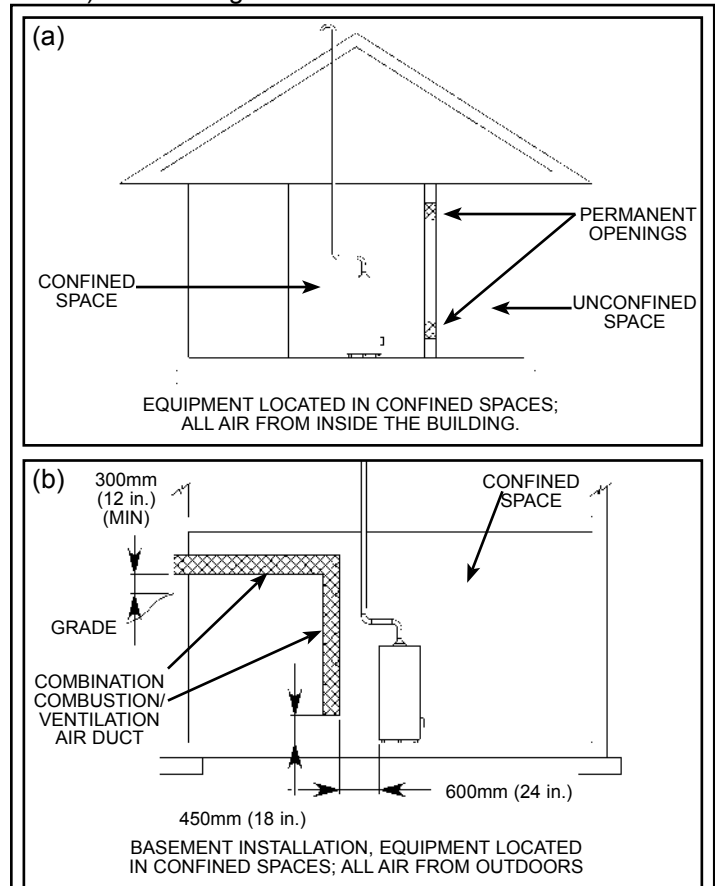 (a)
CONFINED
SPACE
PERMANENT
OPENINGS
UNCONFINED
SPACE
EQUIPMENT LOCATED IN CONFINED SPACES;
ALL AIR FROM INSIDE THE BUILDING.
(b)
300mm
(12 in.)
(MIN)
CONFINED
SPACE
GRADE
COMBINATION
COMBUSTION/
VENTILATION
AIR DUCT
600mm (24 in.)
450mm (18 in.)
BASEMENT INSTALLATION, EQUIPMENT LOCATED
IN CONFINED SPACES; ALL AIR FROM OUTDOORS